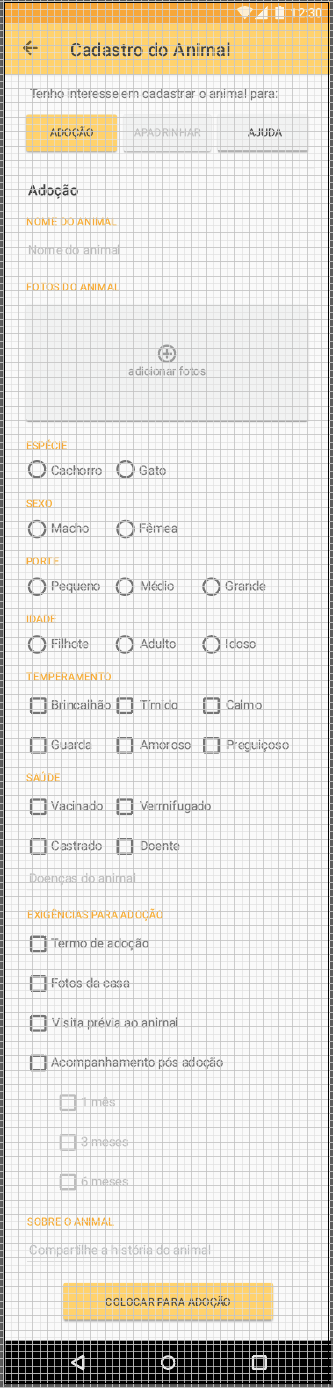 12:30
Cadastro do Animal
Tenho interesse em cadastrar o animal para:
ADOÇÃO APADRINHAR AJUDA
Adoção
NOME DO ANIMAL
Nome do animal
FOTOS DO ANIMAL
adicionar fotos
ESPÉCIE
Cachorro Gato
SEXO
Macho Fêmea
PORTE
Pequeno Médio Grande
IDADE
Filhote Adulto Idoso
TEMPERAMENTO
Brincalhão Tímido Calmo
Guarda Amoroso Preguiçoso
SAÚDE
Vacinado Vermifugado
Castrado Doente
Doenças do animal
EXIGÊNCIAS PARA ADOÇÃO
Termo de adoção
Fotos da casa
Visita prévia ao animal
Acompanhamento pós adoção
1 mês
3 meses
6 meses
SOBRE O ANIMAL
Compartilhe a história do animal
COLOCAR PARA ADOÇÃO